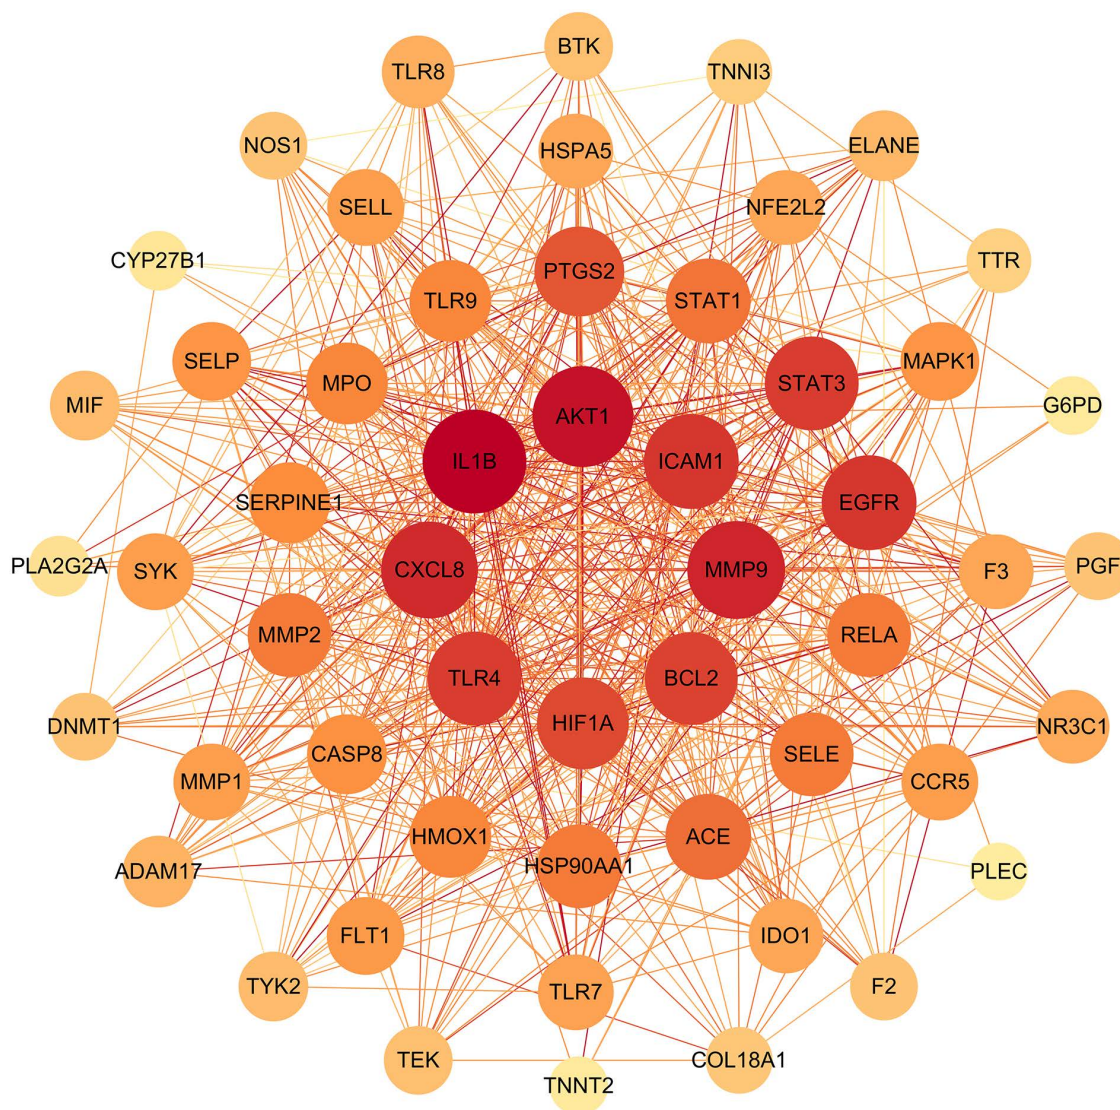 BTK
TLR8
TNNI3
NOS1
HSPA5
ELANE
SELL
NFE2L2
CYP27B1
PTGS2
TTR
TLR9
STAT1
SELP
MPO
STAT3
MAPK1
MIF
AKT1
G6PD
IL1B
ICAM1
SERPINE1
EGFR
PLA2G2A
SYK
CXCL8
MMP9
F3
PGF
MMP2
RELA
TLR4
BCL2
DNMT1
HIF1A
NR3C1
MMP1
CASP8
SELE
CCR5
HMOX1
ACE
ADAM17
HSP90AA1
PLEC
FLT1
IDO1
TYK2
TLR7
F2
TEK
COL18A1
TNNT2